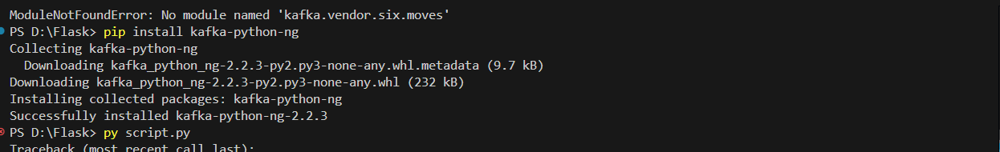 ModuleNotFoundError: No module named 'kafka.vendor.six.moves'
PS D:\Flask> pip install kafka-python-ng
Collecting kafka-python-ng
  Downloading kafka_python_ng-2.2.3-py2.py3-none-any.whl.metadata (9.7 kB)
Downloading kafka_python_ng-2.2.3-py2.py3-none-any.whl (232 kB)
Installing collected packages: kafka-python-ng
Successfully installed kafka-python-ng-2.2.3
PS D:\Flask> py script.py
Traceback (most recent call last):